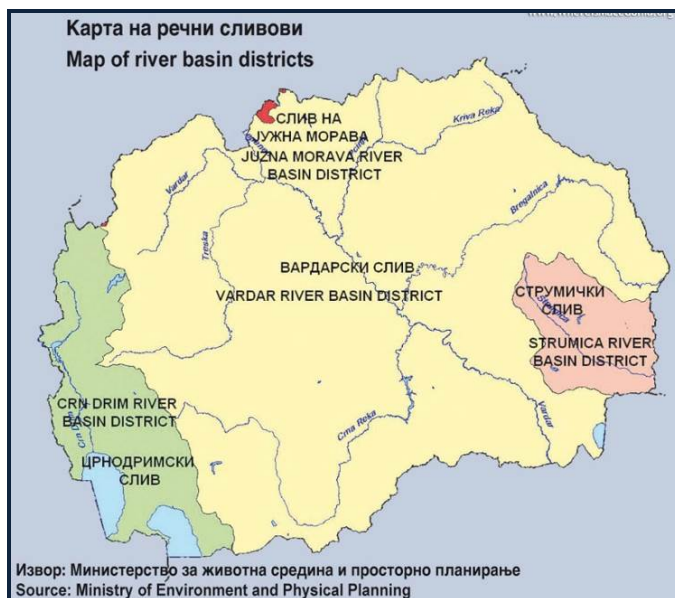 Карта на речни сливови
Map of river basin districts
СЛИВ НА
ЈУЖНА МОРАВА
JUZNA MORAVA RIVER
BASIN DISTRICT
Kriva Reka
Vardar
Bregalnica
Treska
ВАРДАРСКИ СЛИВ
VARDAR RIVER BASIN DISTRICT
СТРУМИЧКИ
СЛИВ
STRUMICA RIVER
BASIN DISTRICT
CRN DRIM RIVER
BASIN DISTRICT
Crna Reka
Vardar
ЦРНОДРИМСКИ
СЛИВ
Извор: Министерство за животна средина и просторно планирање
Source: Ministry of Environment and Physical Planning